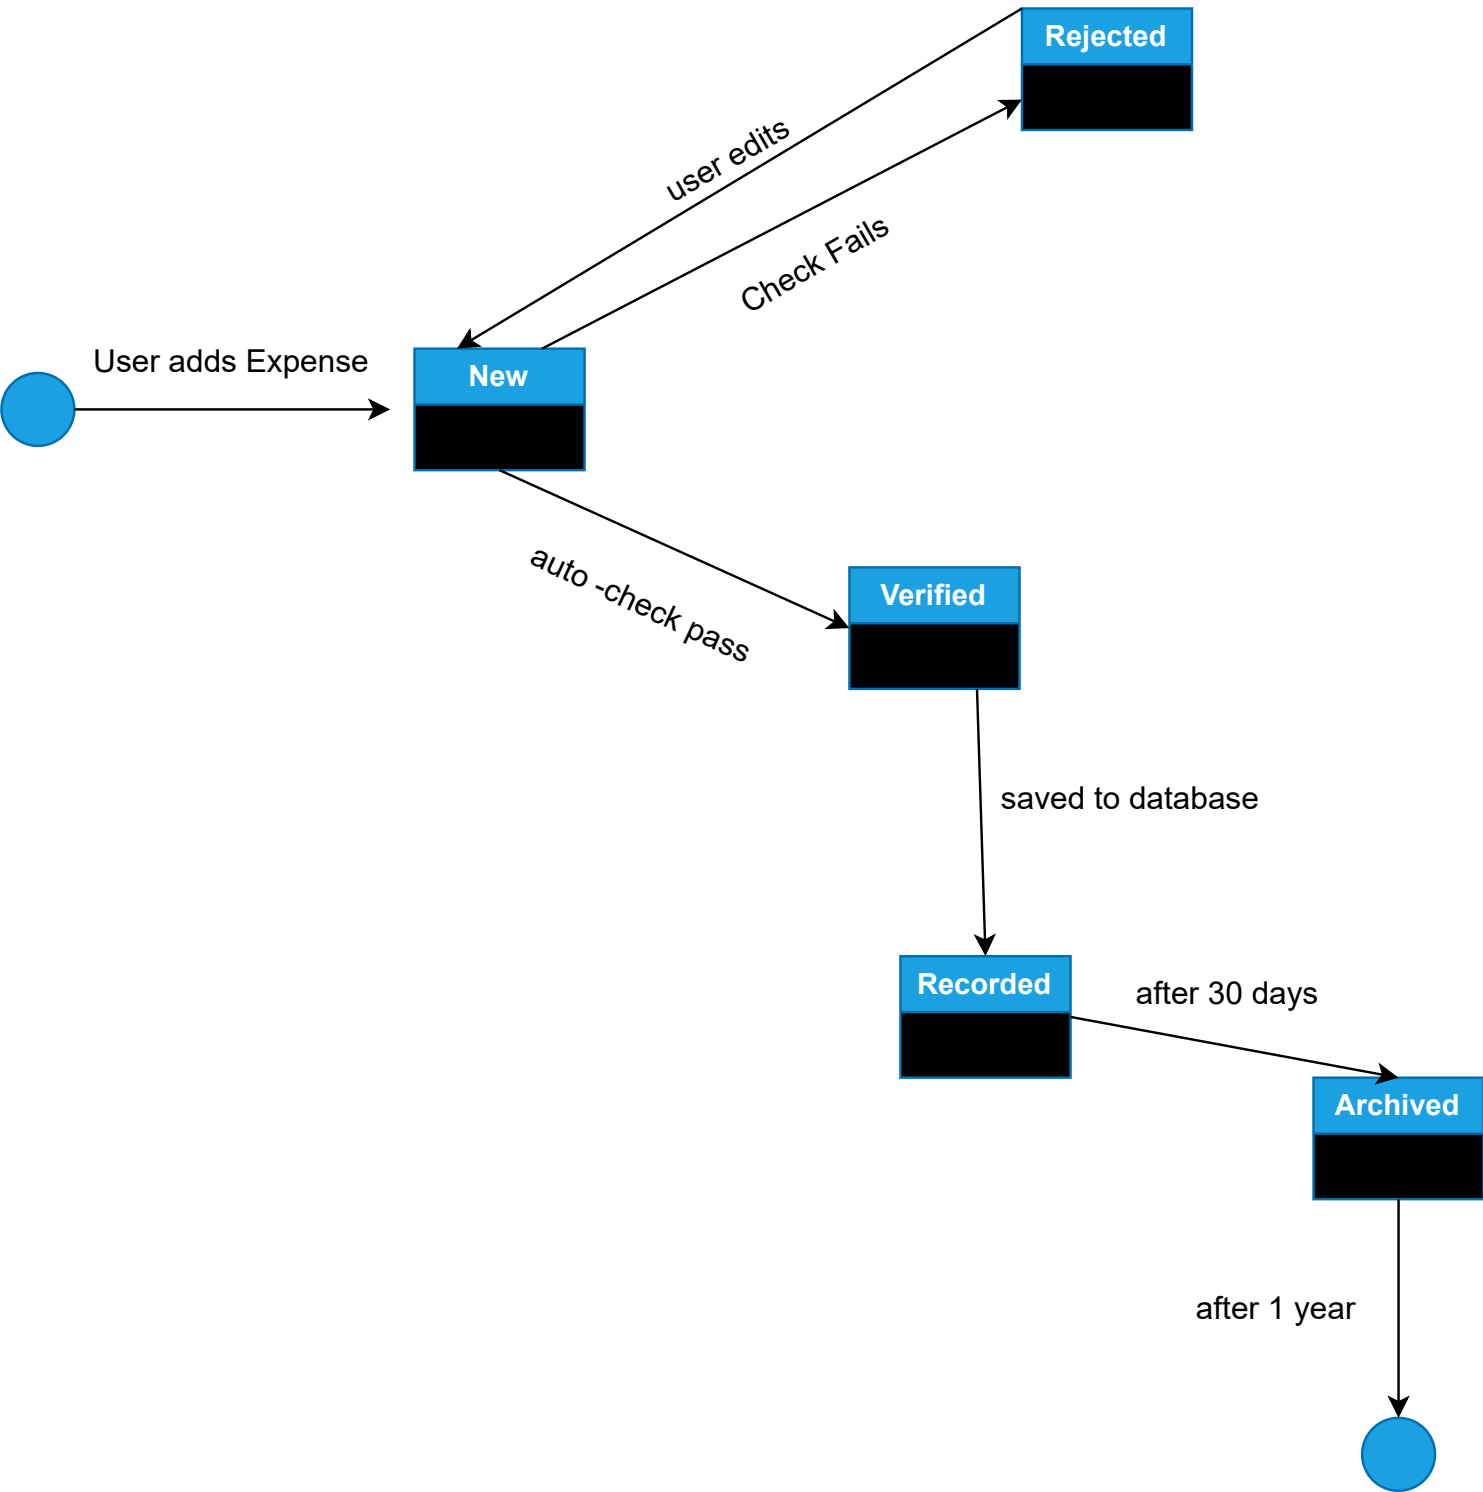 Rejected
user edits
Check Fails
User adds Expense
New
auto -check pass
Verified
saved to database
Recorded
after 30 days
Archived
after 1 year